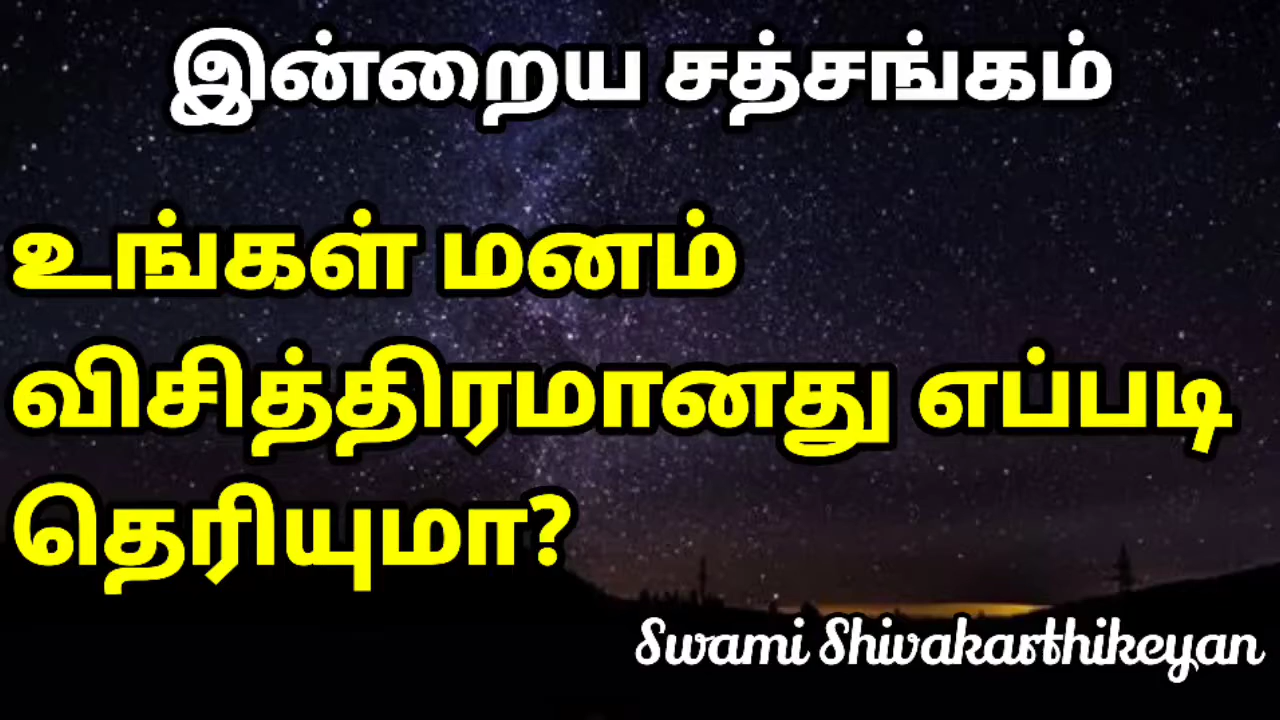 இன்றைய சத்சங்கம்
உங்கள் மனம்
விசித்திரமானது எப்படி
தெரியுமா?
Swami Shivakarthikeyan